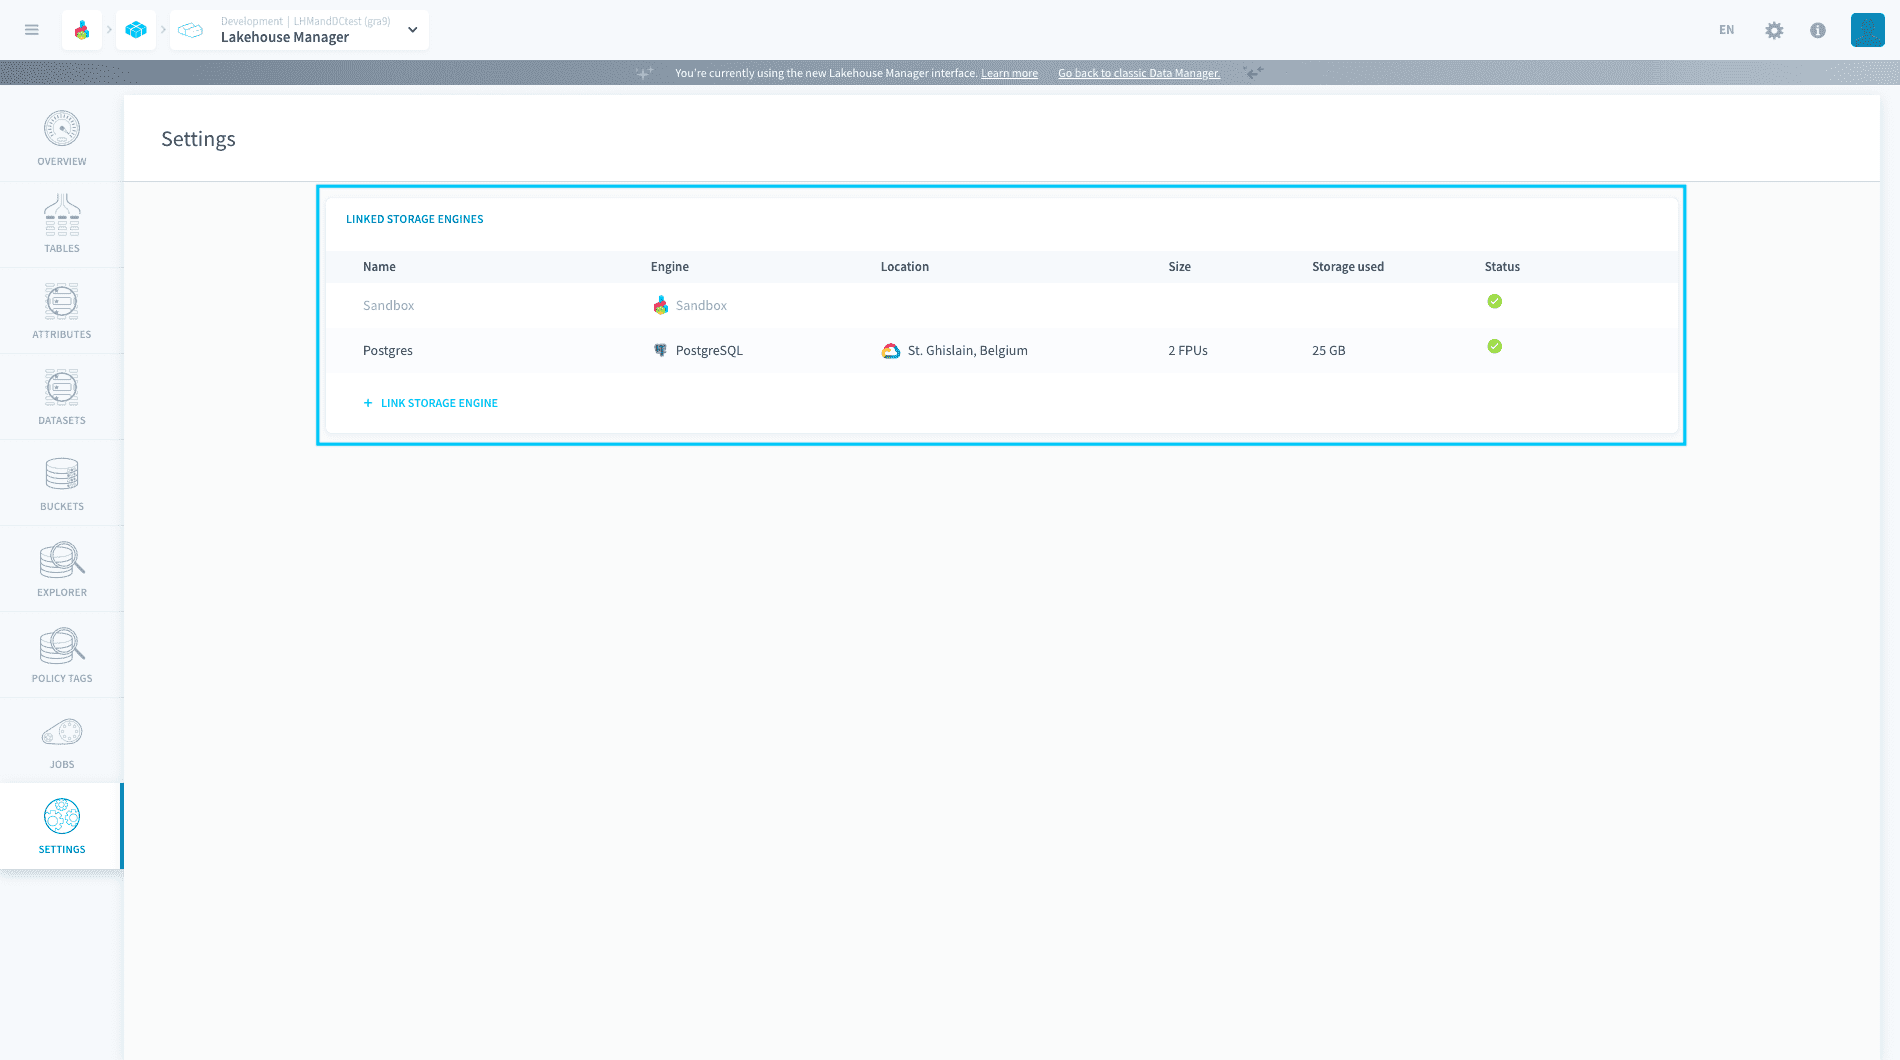 Development | LHMandDCtest (gra9)
Lakehouse Manager
EN
You're currently using the new Lakehouse Manager interface. Learn more Go back to classic Data Manager.
OVERVIEW
TABLES
ATTRIBUTES
DATASETS
BUCKETS
EXPLORER
POLICY TAGS
JOBS
SETTINGS
Settings
LINKED STORAGE ENGINES
Name Engine Location Size Storage used Status
Sandbox Sandbox
Postgres PostgreSQL St. Ghislain, Belgium 2 FPUs 25 GB
+ LINK STORAGE ENGINE